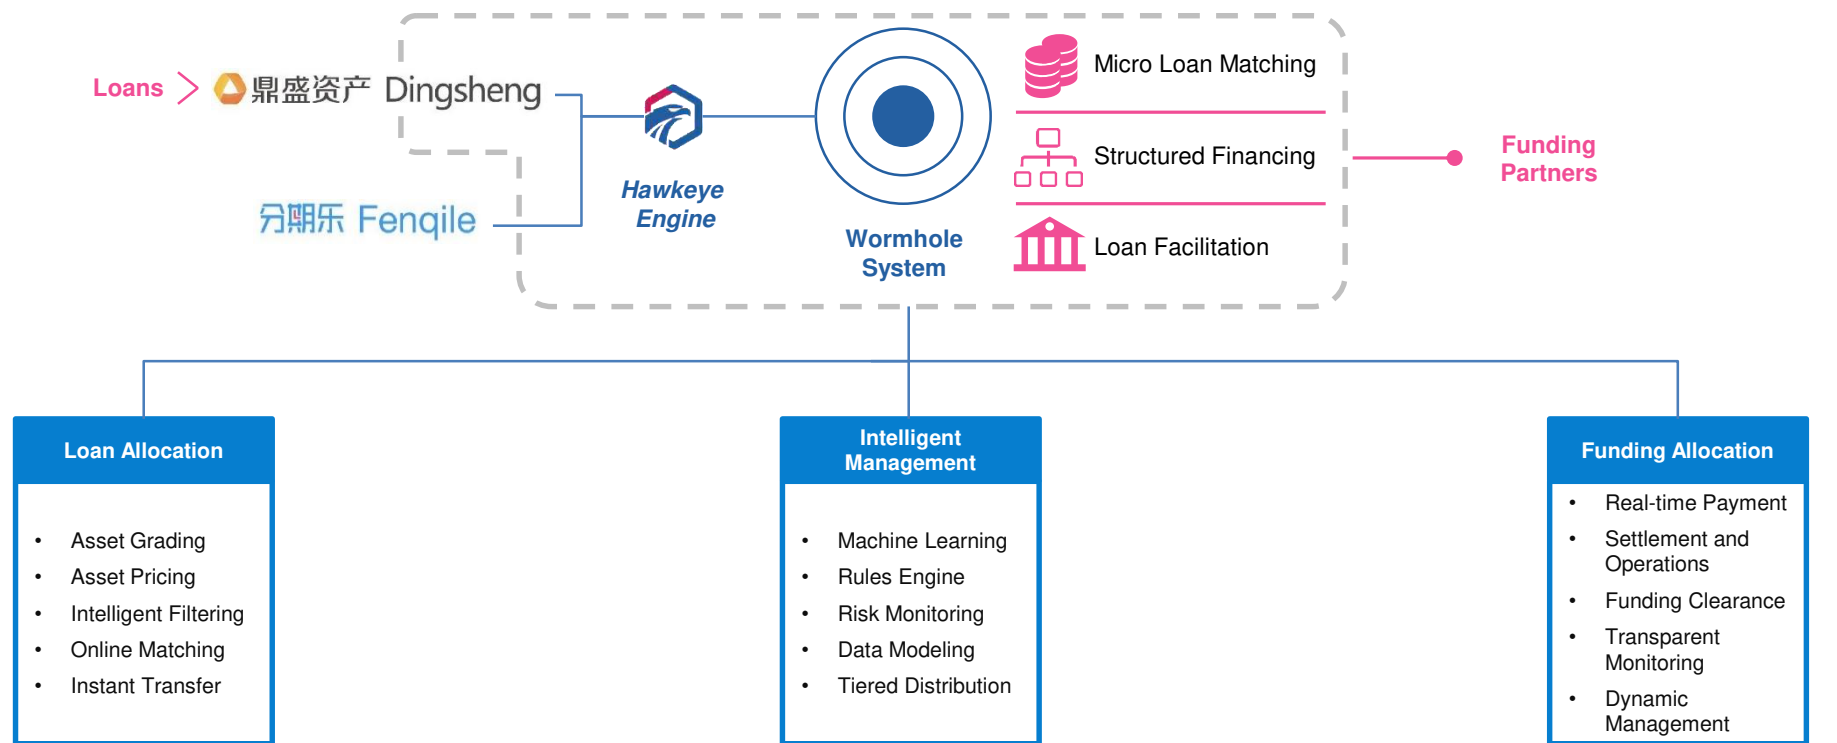 Loans
鼎盛资产 Dingsheng
分期乐 Fenqile
Hawkeye
Engine
Wormhole
System
Micro Loan Matching
Structured Financing
Loan Facilitation
Funding
Partners
Loan Allocation
• Asset Grading
• Asset Pricing
• Intelligent Filtering
• Online Matching
• Instant Transfer
Intelligent
Management
• Machine Learning
• Rules Engine
• Risk Monitoring
• Data Modeling
• Tiered Distribution
Funding Allocation
• Real-time Payment
• Settlement and
Operations
• Funding Clearance
• Transparent
Monitoring
• Dynamic
Management